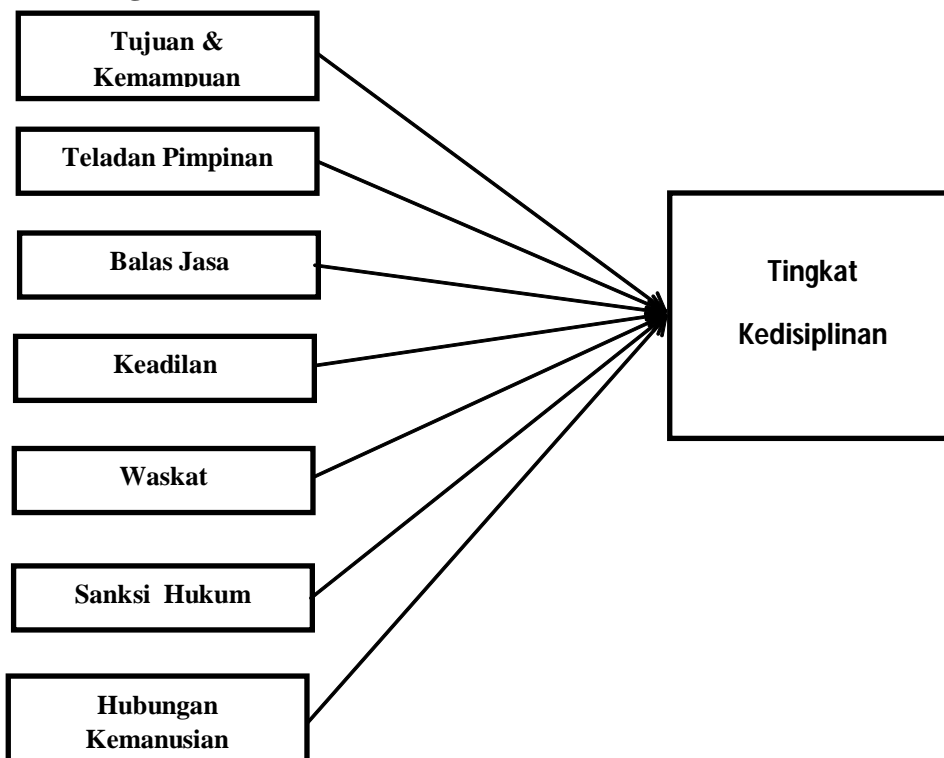 Tujuan &
Kemampuan
Teladan Pimpinan
Balas Jasa
Keadilan
Waskat
Sanksi Hukum
Hubungan
Kemanusian
Tingkat
Kedisiplinan